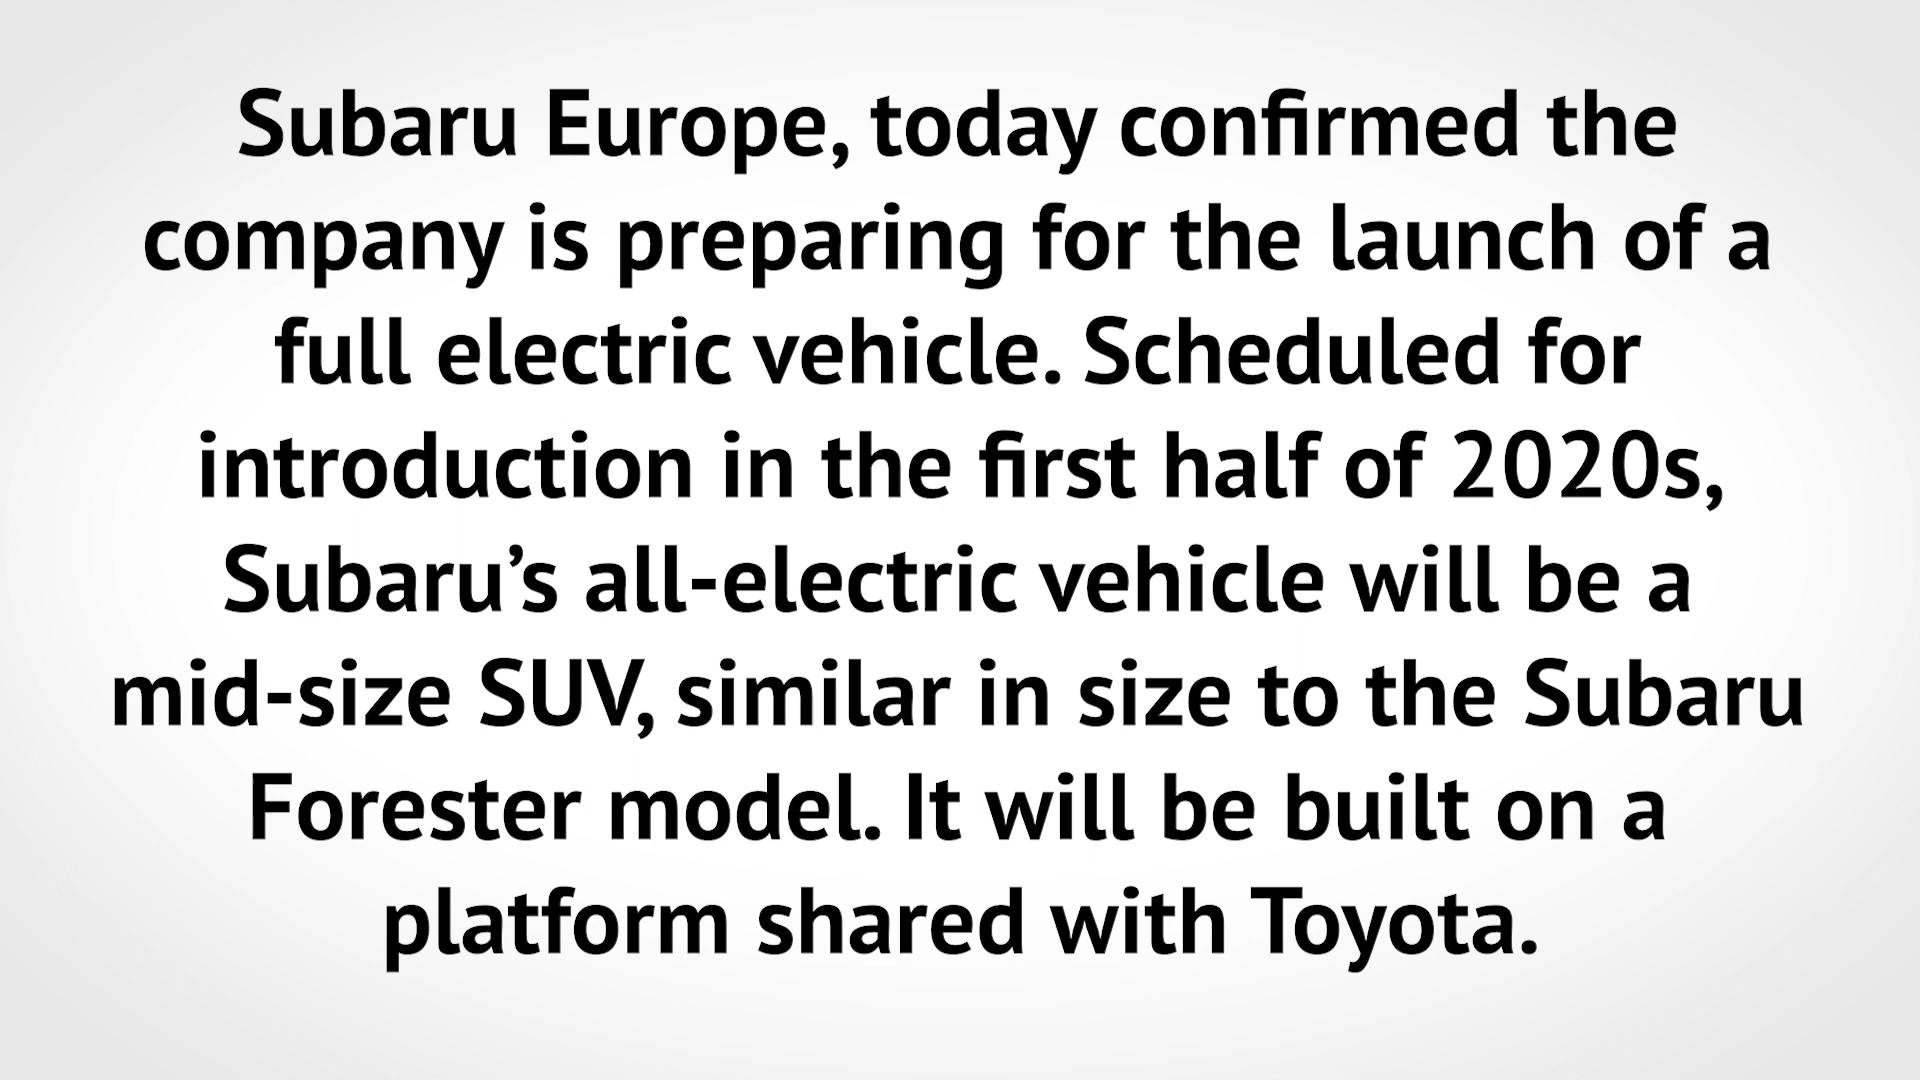 Subaru Europe, today confirmed the
company is preparing for the launch of a
full electric vehicle. Scheduled for
introduction in the first half of 2020s,
Subaru’s all-electric vehicle will be a
mid-size SUV, similar in size to the Subaru
Forester model. It will be built on a
platform shared with Toyota.